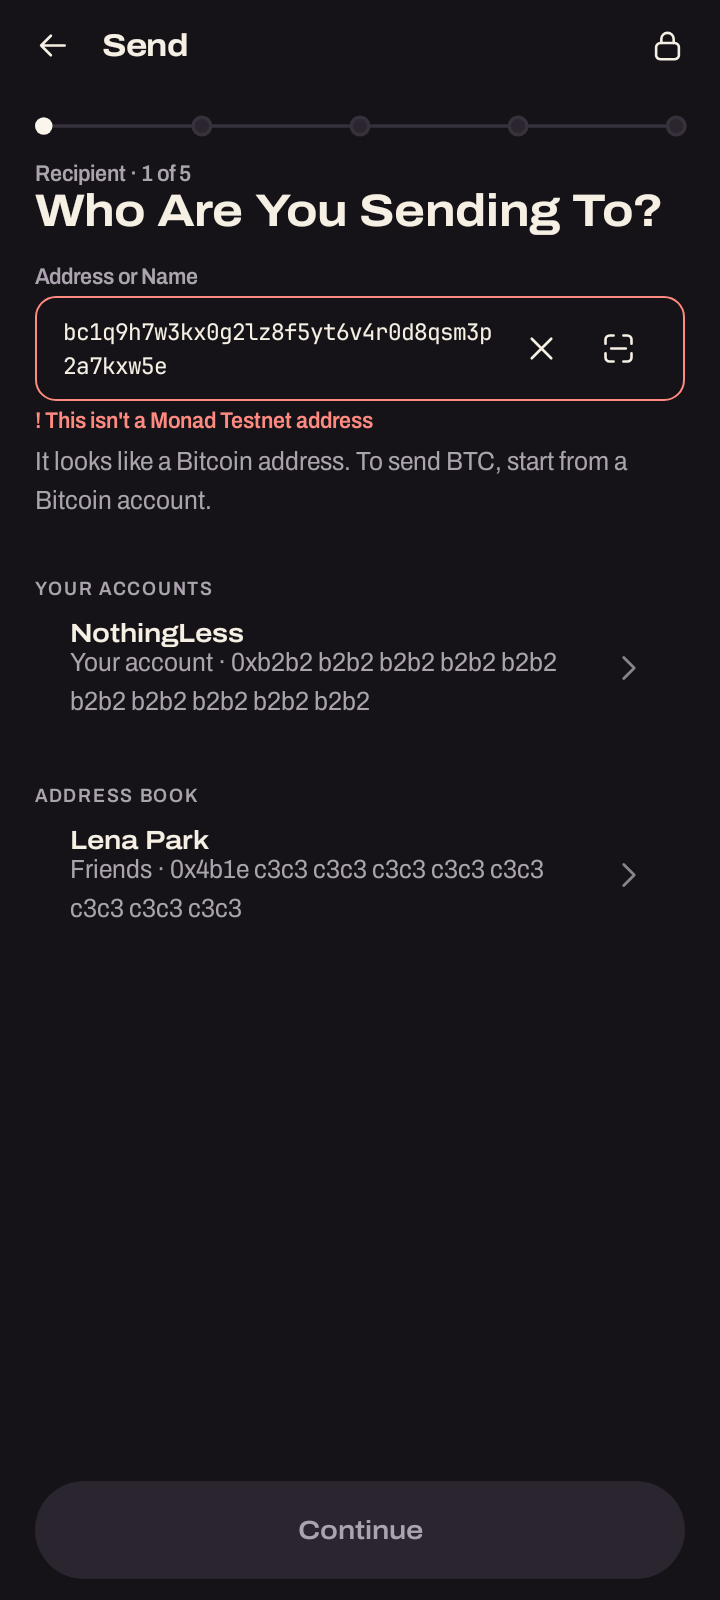 Send
Recipient · 1 of 5
Who Are You Sending To?
Address or Name
bc1q9h7w3kx0g2lz8f5yt6v4r0d8qsm3p
2a7kxw5e
! This isn't a Monad Testnet address
It looks like a Bitcoin address. To send BTC, start from a
Bitcoin account.
YOUR ACCOUNTS
NothingLess
Your account · 0xb2b2 b2b2 b2b2 b2b2 b2b2
b2b2 b2b2 b2b2 b2b2 b2b2
ADDRESS BOOK
Lena Park
Friends · 0x4b1e c3c3 c3c3 c3c3 c3c3 c3c3
c3c3 c3c3 c3c3
Continue